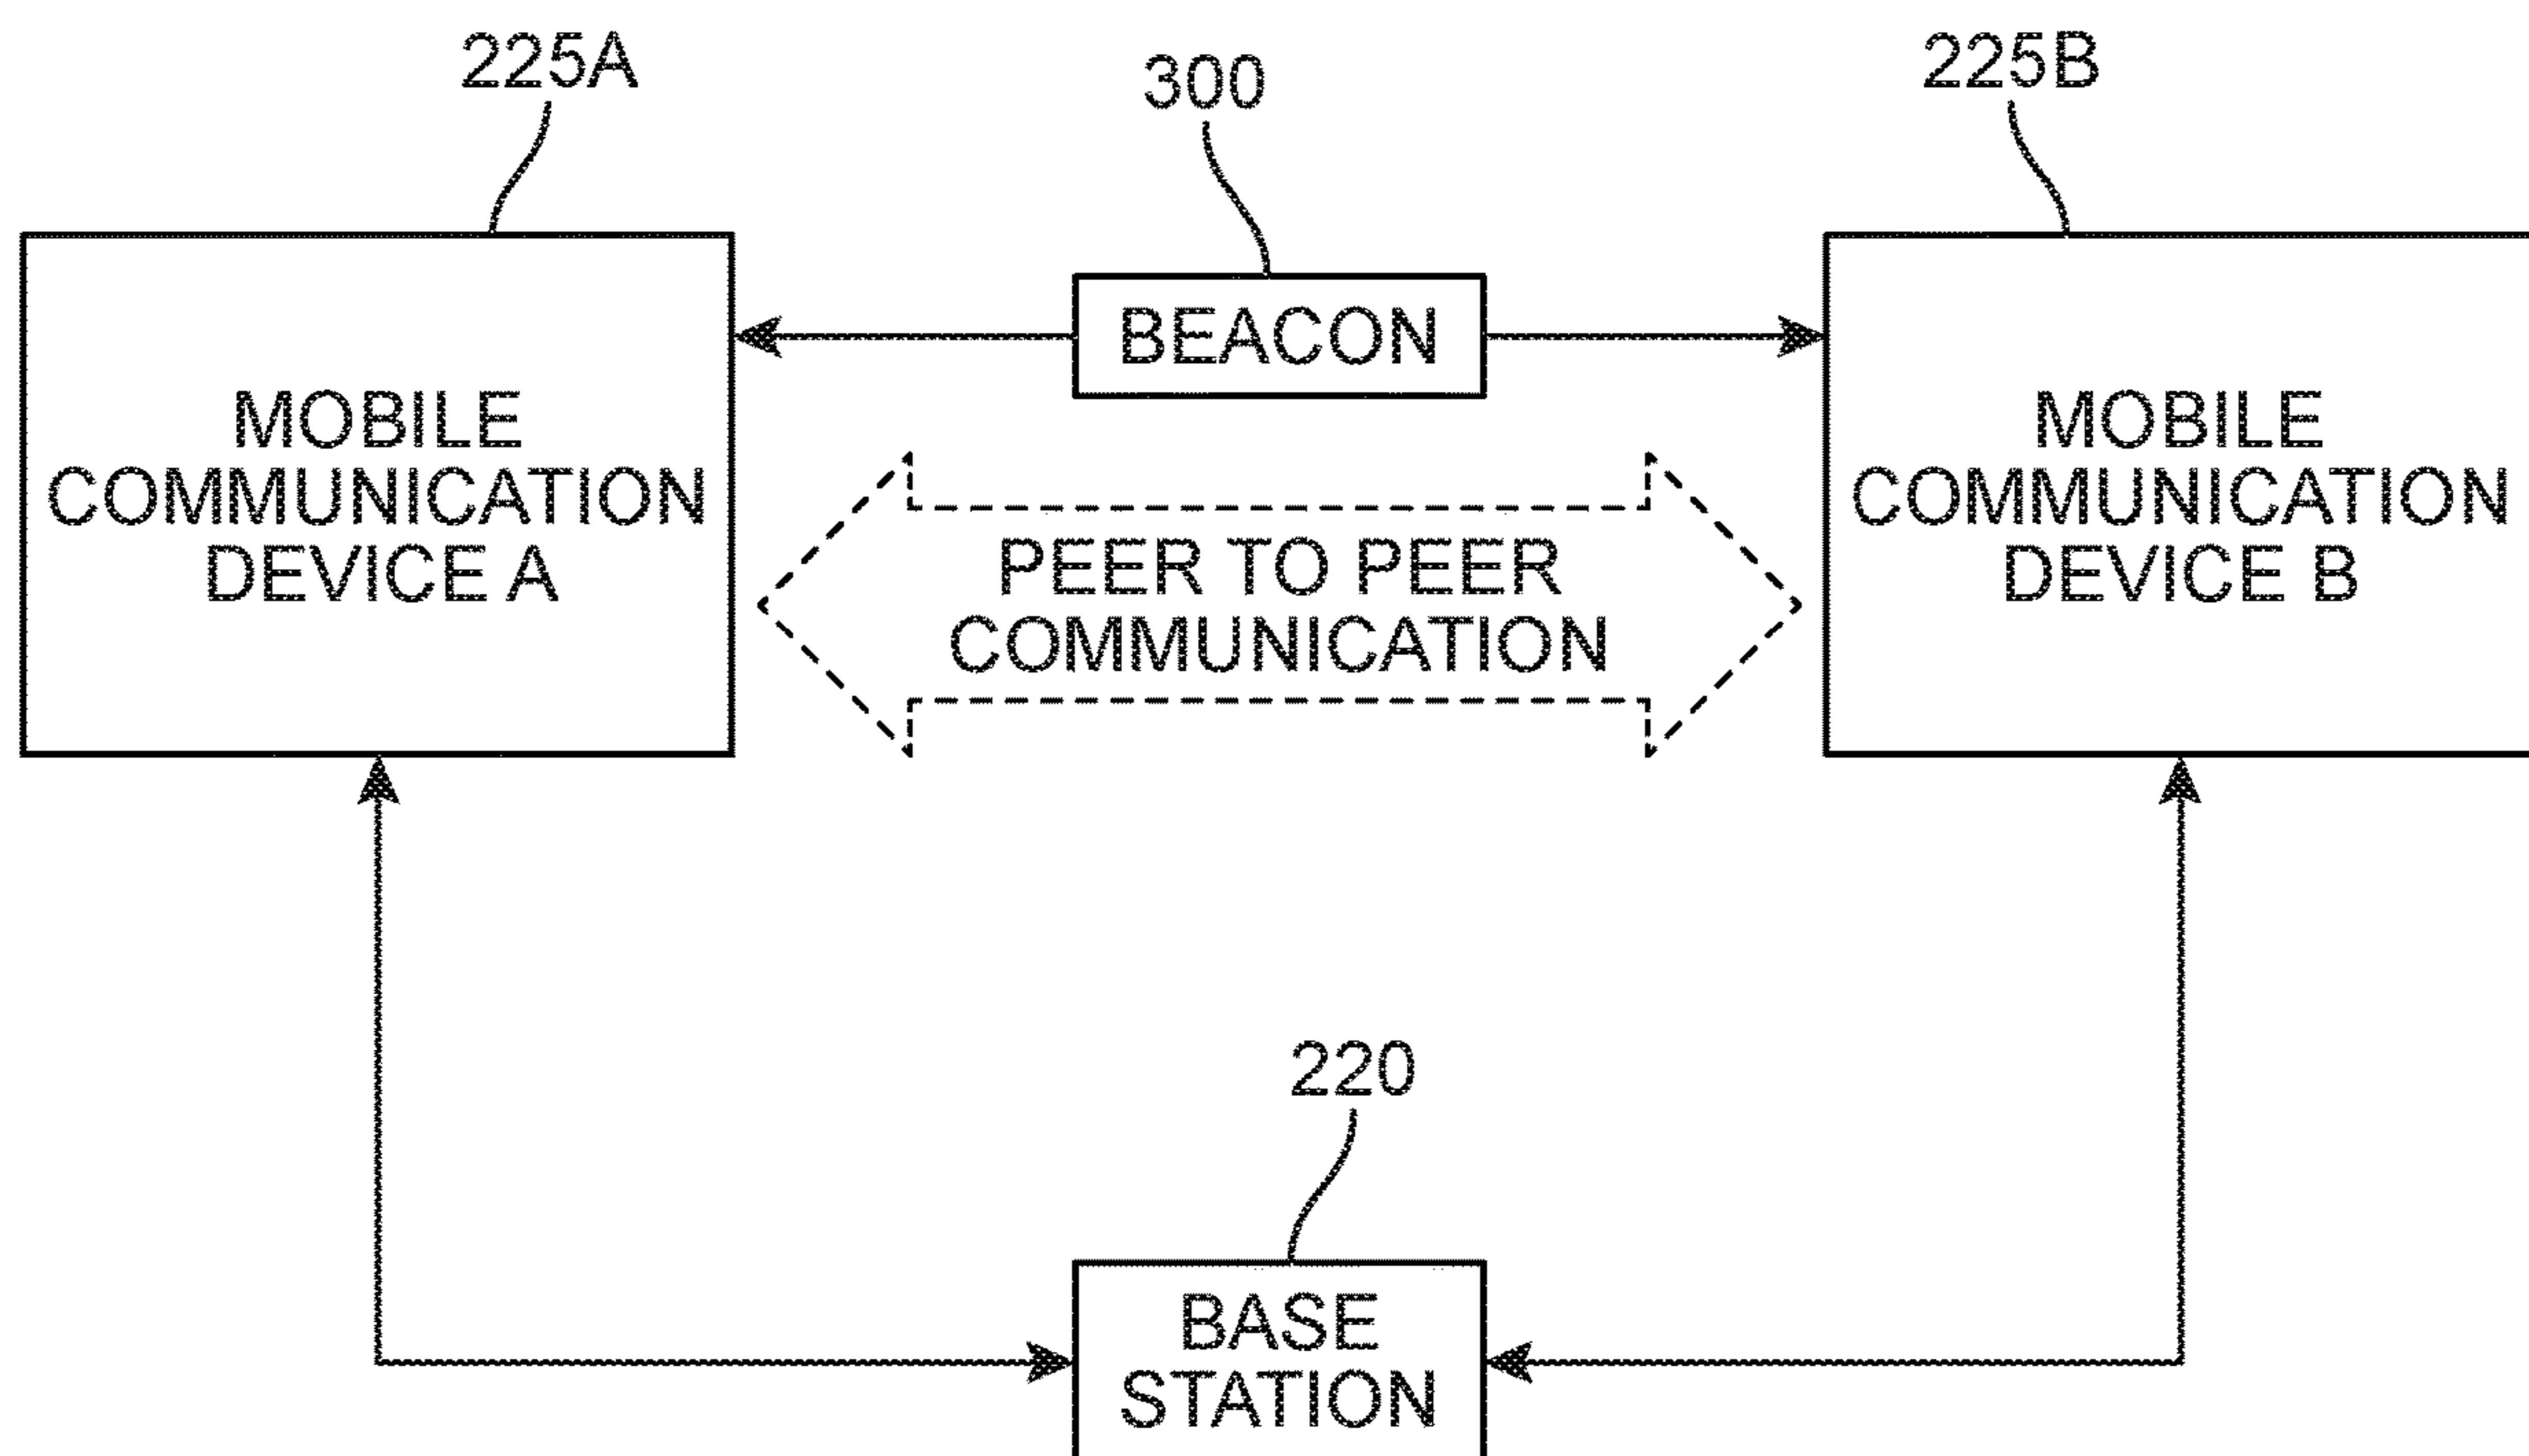 225A
300
225B
BEACON
MOBILE
COMMUNICATION
DEVICE A
PEER TO PEER
COMMUNICATION
MOBILE
COMMUNICATION
DEVICE B
220
BASE
STATION